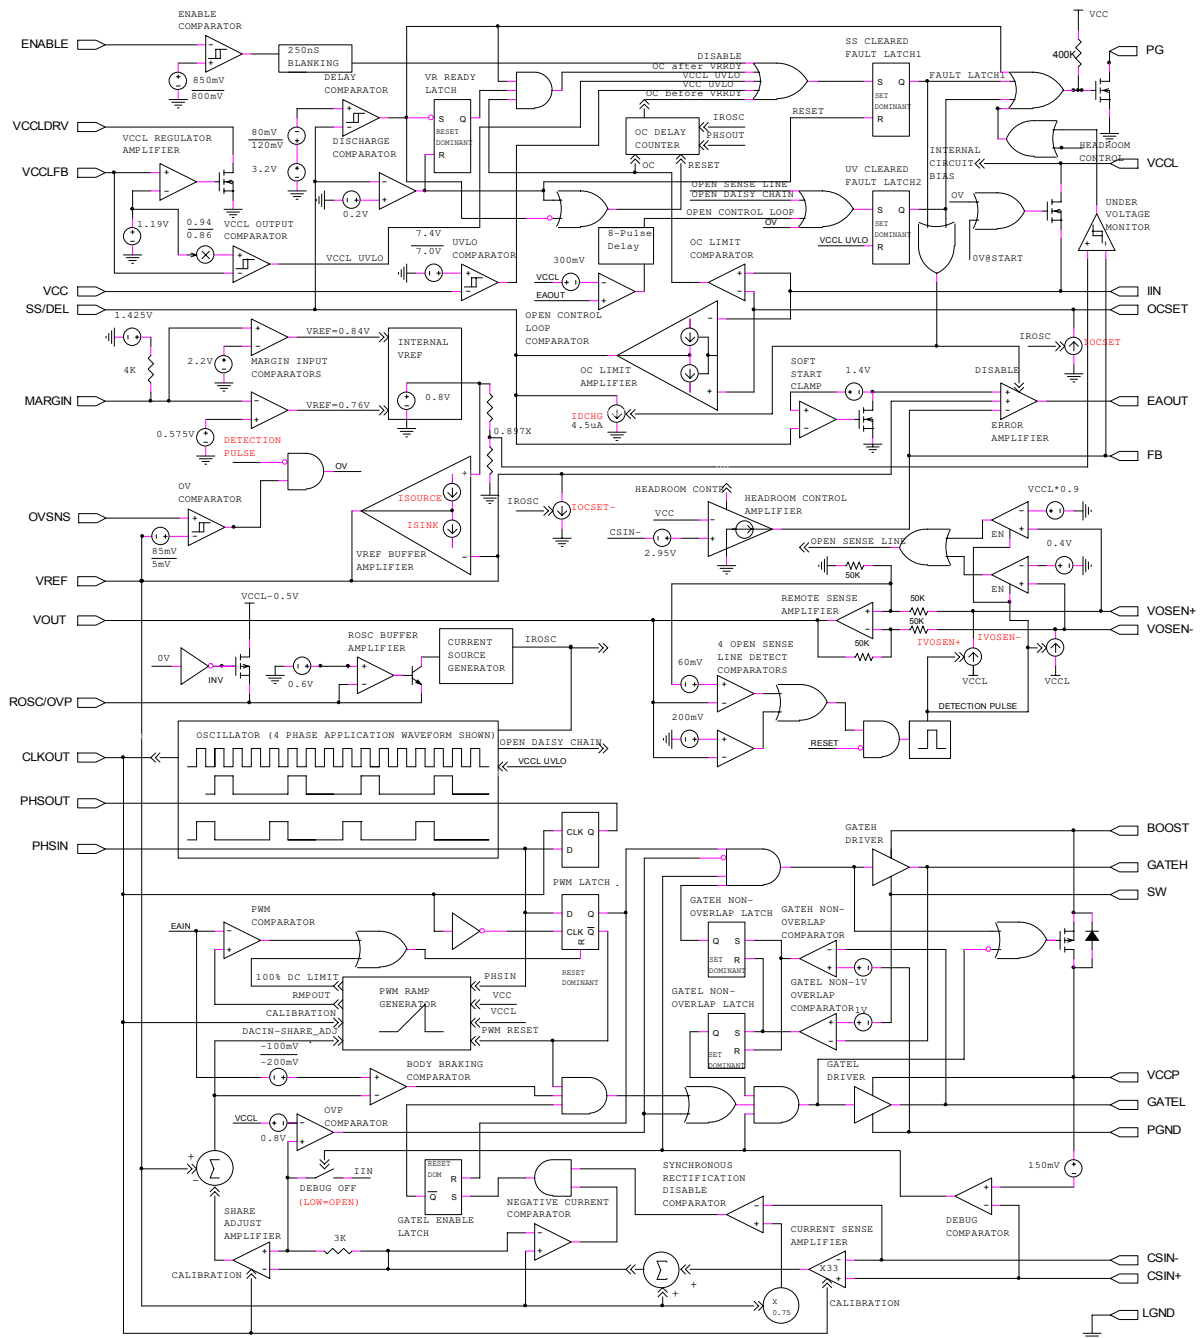 ENABLE
COMPARATOR
ENABLE
250nS
BLANKING
850mV
800mV
DELAY
COMPARATOR
VR READY
LATCH
S Q
RESET
DOMINANT
R
80mV
120mV
3.2V
DISCHARGE
COMPARATOR
0.2V
DISABLE
OC after VRRDY
VCCL UVLO
VCC UVLO
OC before VRRDY
SS CLEARED
FAULT LATCH1
S Q
SET
DOMINANT
R
RESET
FAULT LATCH1
VCC
400K
PG
OC DELAY
COUNTER
IROSC
PHSOUT
OC
RESET
HEADROOM
CONTROL
INTERNAL
CIRCUIT
BIAS
VCCL
VCCLDRV
VCCL REGULATOR
AMPLIFIER
VCCLFB
1.19V
0.94
0.86
VCCL OUTPUT
COMPARATOR
VCCL UVLO
7.4V
7.0V
UVLO
COMPARATOR
OPEN SENSE LINE
OPEN DAISY CHAIN
OPEN CONTROL LOOP
OV
UV CLEARED
FAULT LATCH2
S Q
SET
DOMINANT
R
VCCL UVLO
OV
0V@START
UNDER
VOLTAGE
MONITOR
8-Pulse
Delay
300mV
VCCL
EAOUT
OPEN CONTROL
LOOP
COMPARATOR
OC LIMIT
COMPARATOR
VCC
SS/DEL
IIN
OCSET
IROSC
IOCSET
1.425V
4K
MARGIN
VREF=0.84V
2.2V
MARGIN INPUT
COMPARATORS
VREF=0.76V
0.575V
INTERNAL
VREF
0.8V
0.897X
OC LIMIT
AMPLIFIER
IDCHG
4.5uA
SOFT
START
CLAMP
1.4V
DISABLE
ERROR
AMPLIFIER
EAOUT
FB
DETECTION
PULSE
OV
OV
COMPARATOR
OVSNS
85mV
5mV
ISOURCE
ISINK
VREF BUFFER
AMPLIFIER
IROSC
IOCSET-
HEADROOM CONTR
HEADROOM CONTROL
AMPLIFIER
VCC
CSIN-
2.95V
VCCL*0.9
EN
0.4V
EN
OPEN SENSE LINE
VREF
VOUT
50K
REMOTE SENSE
AMPLIFIER
50K
50K
50K
VOSEN+
VOSEN-
IVOSEN+
IVOSEN-
VCCL
VCCL
VCCL-0.5V
0V
INV
0.6V
ROSC BUFFER
AMPLIFIER
CURRENT
SOURCE
GENERATOR
IROSC
ROSC/OVP
4 OPEN SENSE
LINE DETECT
COMPARATORS
60mV
200mV
RESET
DETECTION PULSE
OSCILLATOR (4 PHASE APPLICATION WAVEFORM SHOWN)
OPEN DAISY CHAIN
VCCL UVLO
CLKOUT
PHSOUT
PHSIN
CLK Q
D
PWM LATCH
D Q
CLK Q
R
RESET
DOMINANT
GATEH
DRIVER
BOOST
GATEH
SW
EAIN
PWM
COMPARATOR
100% DC LIMIT
RMPOUT
CALIBRATION
DACIN-SHARE_ADJ
PWM RAMP
GENERATOR
PHSIN
VCC
VCCL
PWM RESET
GATEH NON-
OVERLAP LATCH
Q S
R
SET
DOMINANT
GATEH NON-
OVERLAP
COMPARATOR
1V
GATEL NON-
OVERLAP LATCH
Q S
R
SET
DOMINANT
GATEL NON-
OVERLAP
COMPARATOR
1V
-100mV
-200mV
BODY BRAKING
COMPARATOR
GATEL
DRIVER
VCCP
GATEL
PGND
VCCL
0.8V
OVP
COMPARATOR
IIN
DEBUG OFF
(LOW=OPEN)
RESET
DOM
R
Q S
GATEL ENABLE
LATCH
SYNCHRONOUS
RECTIFICATION
DISABLE
COMPARATOR
NEGATIVE CURRENT
COMPARATOR
150mV
DEBUG
COMPARATOR
SHARE
ADJUST
AMPLIFIER
3K
CALIBRATION
CURRENT SENSE
AMPLIFIER
X33
X
0.75
CALIBRATION
CSIN-
CSIN+
LGND